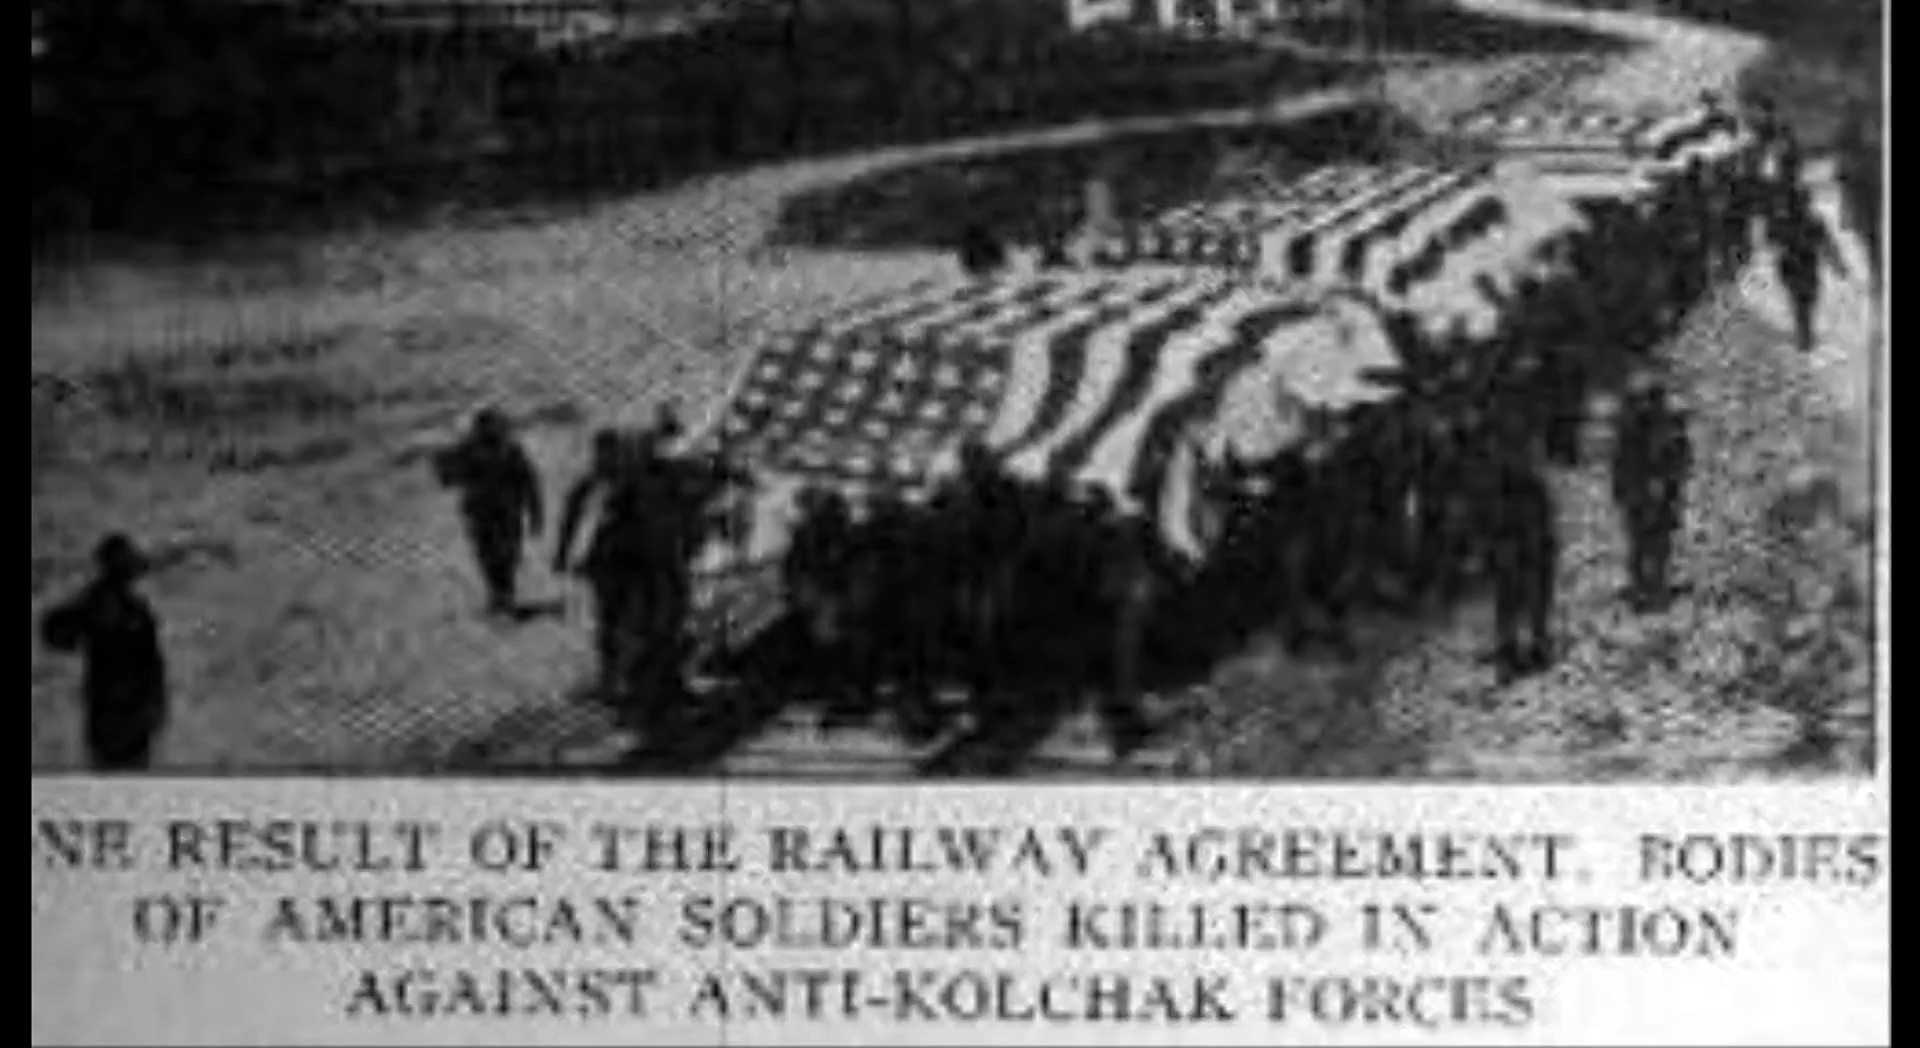 NE RESULT OF THE RAILWAY AGREEMENT. BODIES
OF AMERICAN SOLDIERS KILLED IN ACTION
AGAINST ANTI-KOLCHAK FORCES